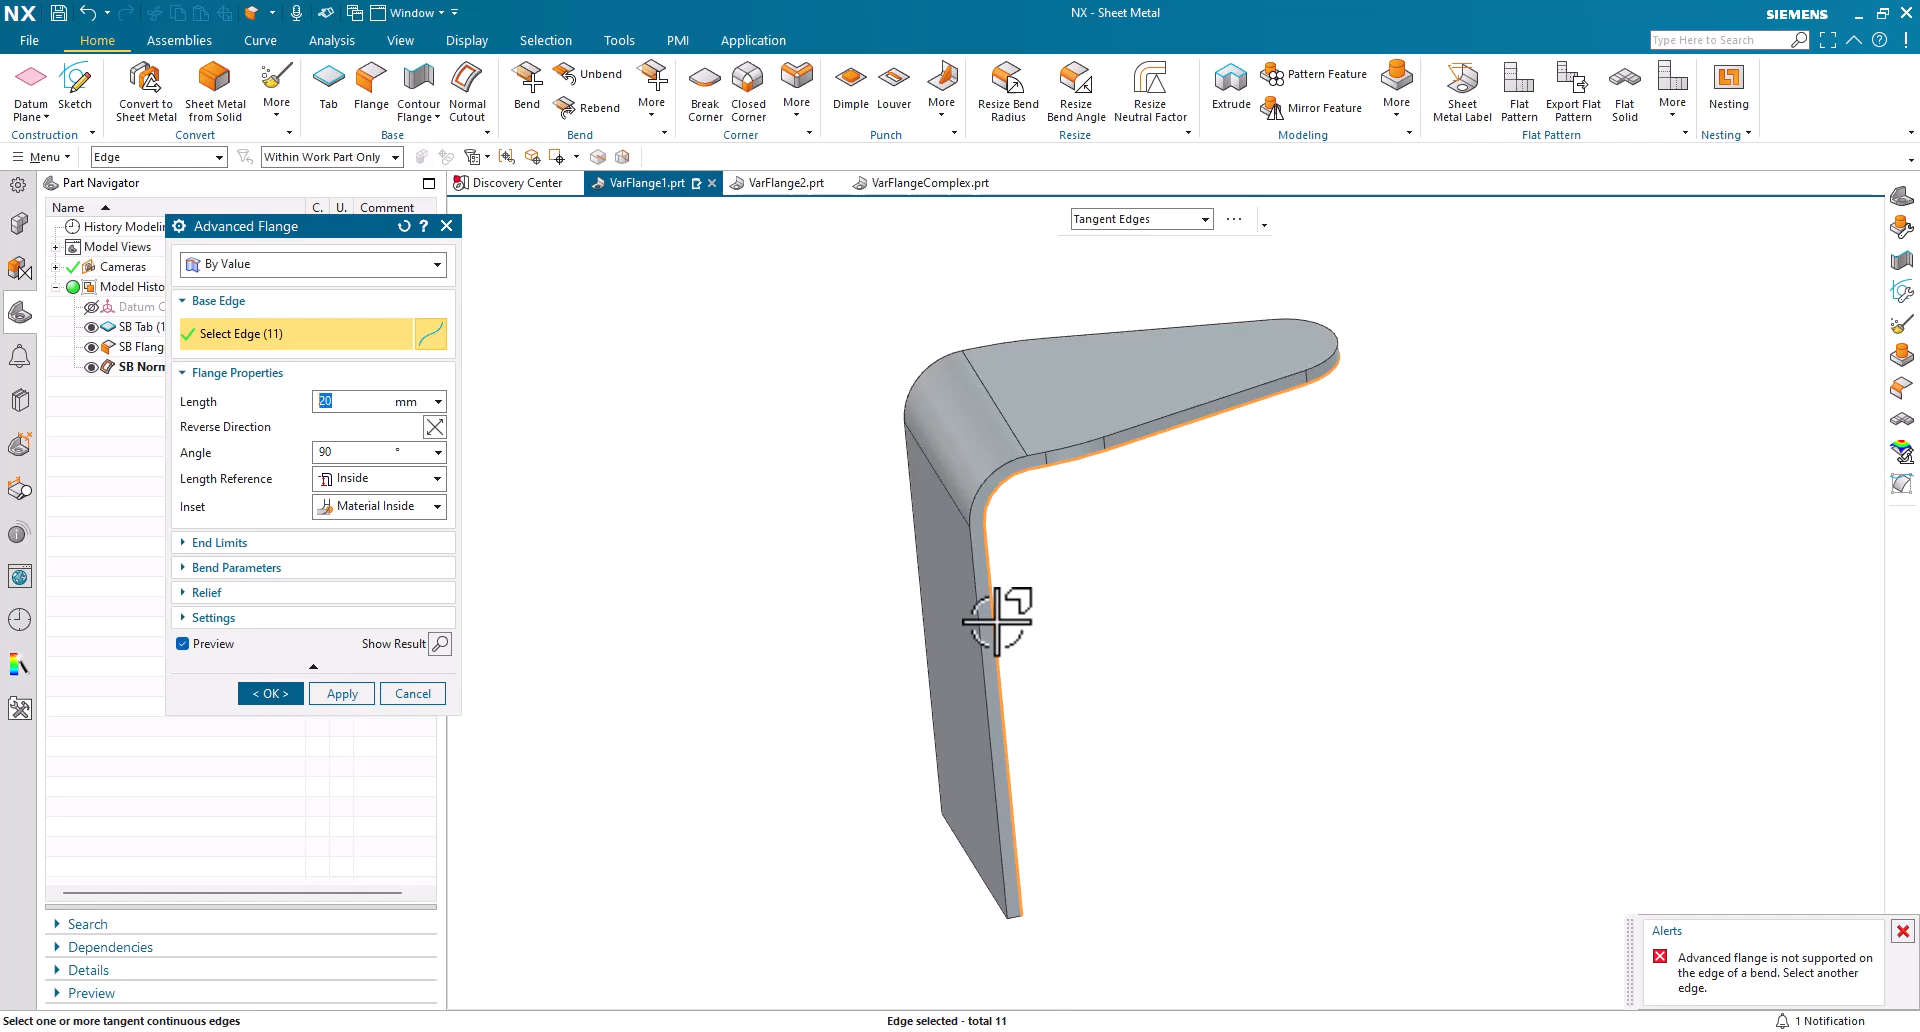 NX
Window
NX - Sheet Metal
SIEMENS
File
Home
Assemblies
Curve
Analysis
View
Display
Selection
Tools
PMI
Application
Type Here to Search
Datum
Plane
Sketch
Convert to
Sheet Metal
Sheet Metal
from Solid
More
Tab
Flange
Contour
Flange
Normal
Cutout
Bend
Unbend
Rebend
More
Break
Corner
Closed
Corner
More
Dimple
Louver
More
Resize Bend
Radius
Resize
Bend Angle
Resize
Neutral Factor
Extrude
Pattern Feature
Mirror Feature
More
Sheet
Metal Label
Flat
Pattern
Export Flat
Pattern
Flat
Solid
More
Nesting
Construction
Convert
Base
Bend
Corner
Punch
Resize
Modeling
Flat Pattern
Nesting
Menu
Edge
Within Work Part Only
Part Navigator
Discovery Center
VarFlange1.prt
VarFlange2.prt
VarFlangeComplex.prt
Name
C.
U.
Comment
Tangent Edges
History Modelin
Model Views
Cameras
Model Histo
Datum C
SB Tab (1
SB Flang
SB Norn
Advanced Flange
By Value
Base Edge
Select Edge (11)
Flange Properties
Length
20
mm
Reverse Direction
Angle
90
°
Length Reference
Inside
Inset
Material Inside
End Limits
Bend Parameters
Relief
Settings
Preview
Show Result
< OK >
Apply
Cancel
Search
Dependencies
Details
Preview
Alerts
Advanced flange is not supported on
the edge of a bend. Select another
edge.
Select one or more tangent continuous edges
Edge selected - total 11
1 Notification